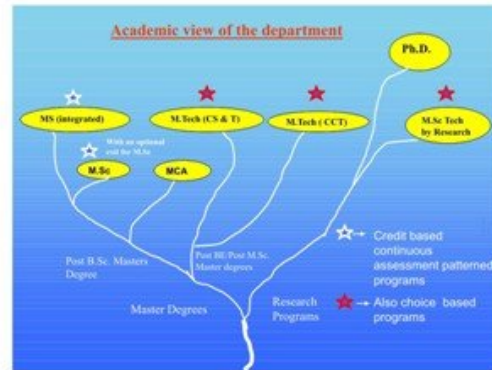 Academic view of the department
Ph.D.
MS (integrated)
M.Tech (CS & T)
M.Tech ( CCT)
M.Sc Tech
by Research
With an optional
exit for M.Sc
M.Sc
MCA
Post B.Sc. Masters
Degree
Post BE/Post M.Sc.
Master degrees
Credit based
continuous
assessment patterned
programs
Master Degrees
Research
Programs
Also choice based
programs